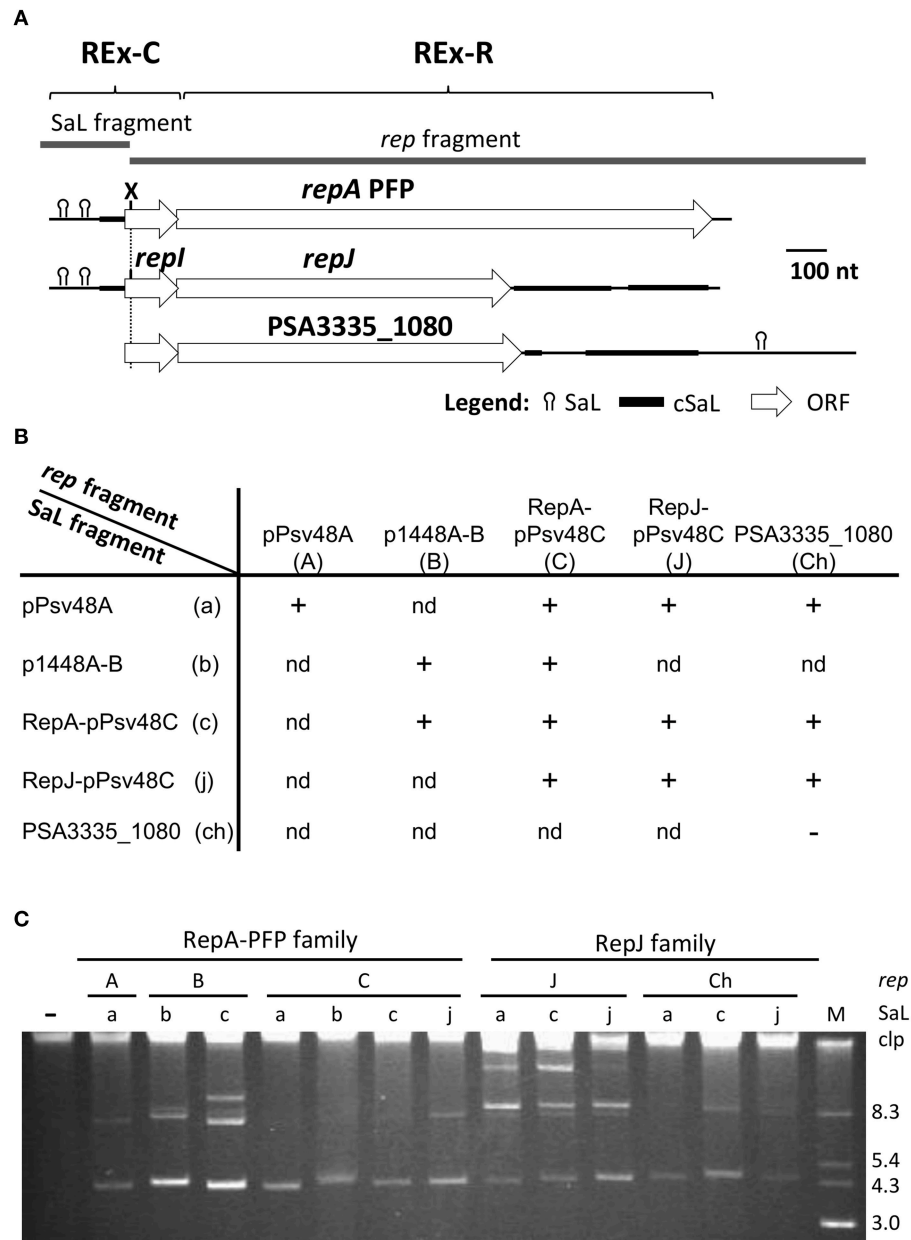 A
REx-C REx-R
SaL fragment
rep fragment
X repA PFP
repI repJ
100 nt
PSA3335_1080
Legend: SaL cSaL ORF
B
rep fragment
SaL fragment
pPsv48A (A) p1448A-B (B) RepA-pPsv48C (C) RepJ-pPsv48C (J) PSA3335_1080 (Ch)
pPsv48A (a) + nd + + +
p1448A-B (b) nd + + nd nd
RepA-pPsv48C (c) nd + + + +
RepJ-pPsv48C (j) nd nd + + +
PSA3335_1080 (ch) nd nd nd nd -
C
RepA-PFP family RepJ family
A B C J Ch rep
– a b c a b c j a c j a c j M SaL
clp
8.3
5.4
4.3
3.0